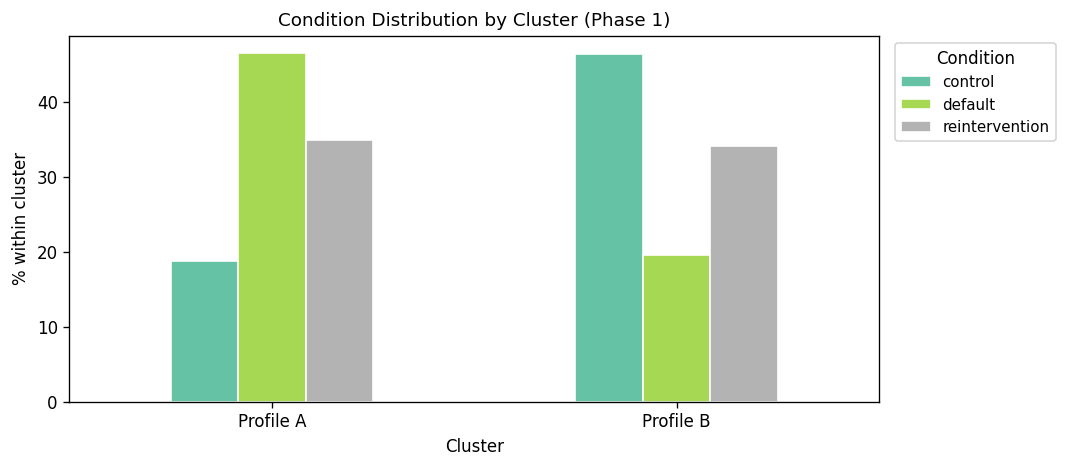 Condition Distribution by Cluster (Phase 1)
Condition
control
default
reintervention
% within cluster
40
30
20
10
0
Profile A
Profile B
Cluster